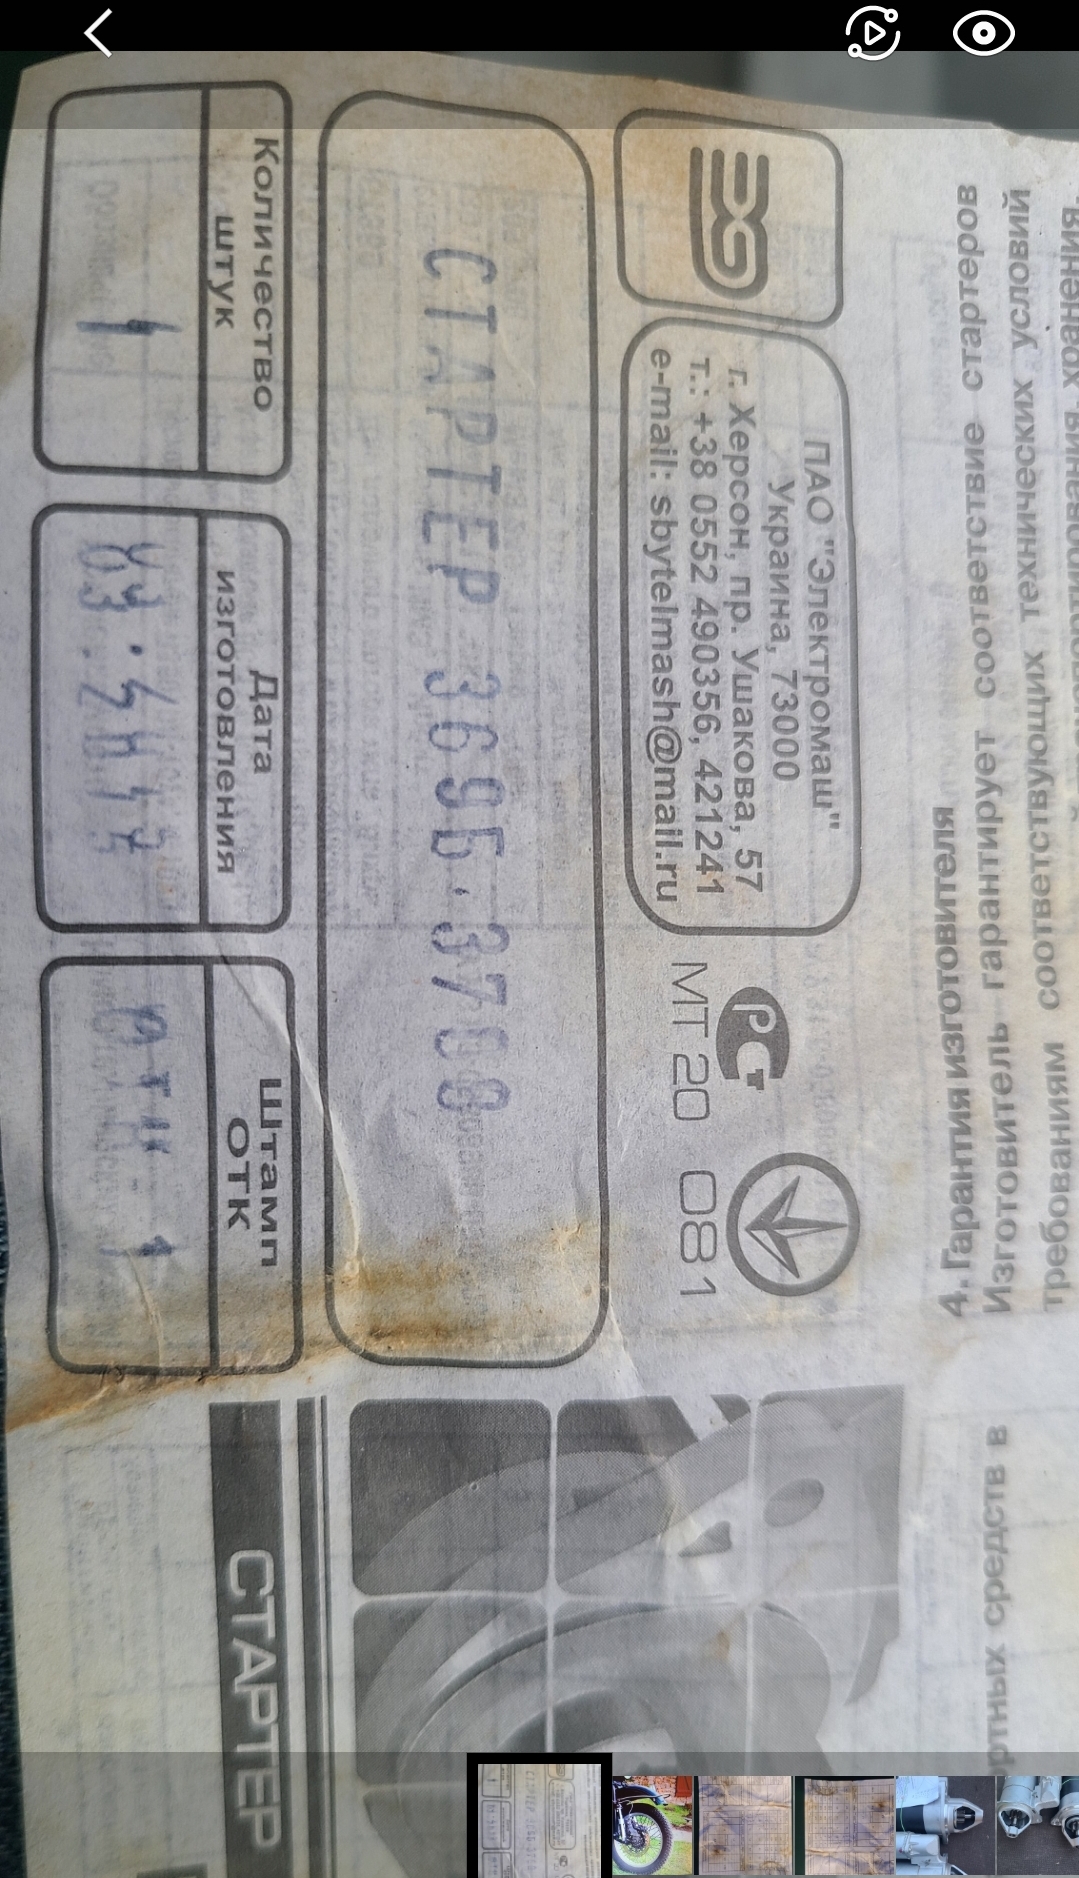 ПАО "Электромаш"
Украина, 73000
г. Херсон, пр. Ушакова, 57
т.: +38 0552 490356, 421241
e-mail: sbytelmash@mail.ru
МТ 20 081
СТАРТЕР 369Б.3708
Количество
штук
1
Дата
изготовления
Штамп
ОТК
СТАРТЕР
4. Гарантия изготовителя
Изготовитель гарантирует соответствие стартеров
требованиям соответствующих технических условий
хранения,
средств в